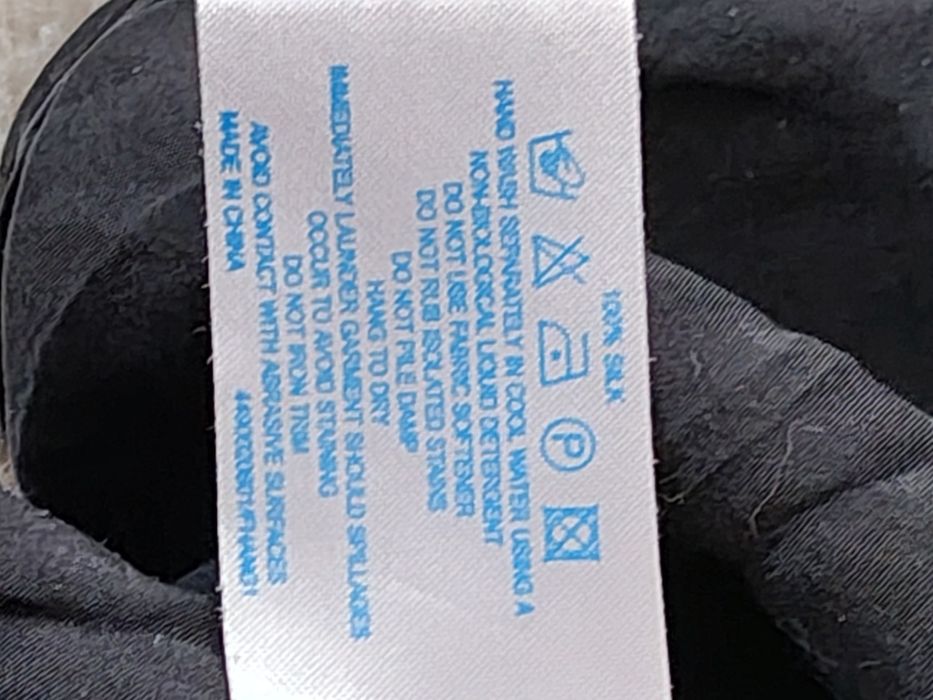 100% SILK
P
HAND WASH SEPARATELY IN COOL WATER USING A
NON-BIOLOGICAL LIQUID DETERGENT
DO NOT USE FABRIC SOFTENER
DO NOT RUB ISOLATED STAINS
DO NOT PILE DAMP
HANG TO DRY
IMMEDIATELY LAUNDER GARMENT SHOULD SPILLAGES
OCCUR TO AVOID STAINING
DO NOT IRON TRIM
AVOID CONTACT WITH ABRASIVE SURFACES
MADE IN CHINA